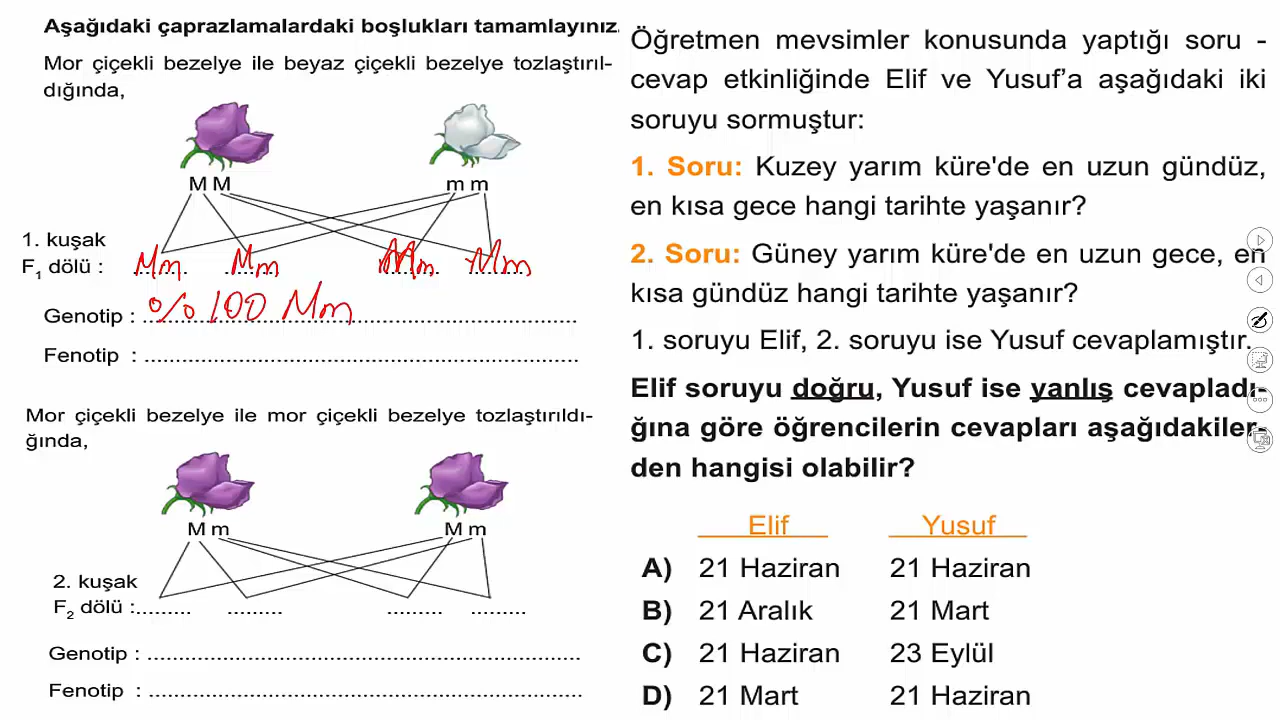 Aşağıdaki çaprazlamalardaki boşlukları tamamlayınız.
Mor çiçekli bezelye ile beyaz çiçekli bezelye tozlaştırıl-
dığında,
M M
m m
1. kuşak
F₁ dölü : Mm Mm Mm Mm
Genotip : % 100 Mm
Fenotip : ......................................................................
Mor çiçekli bezelye ile mor çiçekli bezelye tozlaştırıldı-
ğında,
M m
M m
2. kuşak
F₂ dölü :......... ......... ......... .........
Genotip : ......................................................................
Fenotip : ......................................................................
Öğretmen mevsimler konusunda yaptığı soru -
cevap etkinliğinde Elif ve Yusuf’a aşağıdaki iki
soruyu sormuştur:
1. Soru: Kuzey yarım küre'de en uzun gündüz,
en kısa gece hangi tarihte yaşanır?
2. Soru: Güney yarım küre'de en uzun gece, en
kısa gündüz hangi tarihte yaşanır?
1. soruyu Elif, 2. soruyu ise Yusuf cevaplamıştır.
Elif soruyu doğru, Yusuf ise yanlış cevapladı-
ğına göre öğrencilerin cevapları aşağıdakiler-
den hangisi olabilir?
Elif Yusuf
A) 21 Haziran 21 Haziran
B) 21 Aralık 21 Mart
C) 21 Haziran 23 Eylül
D) 21 Mart 21 Haziran